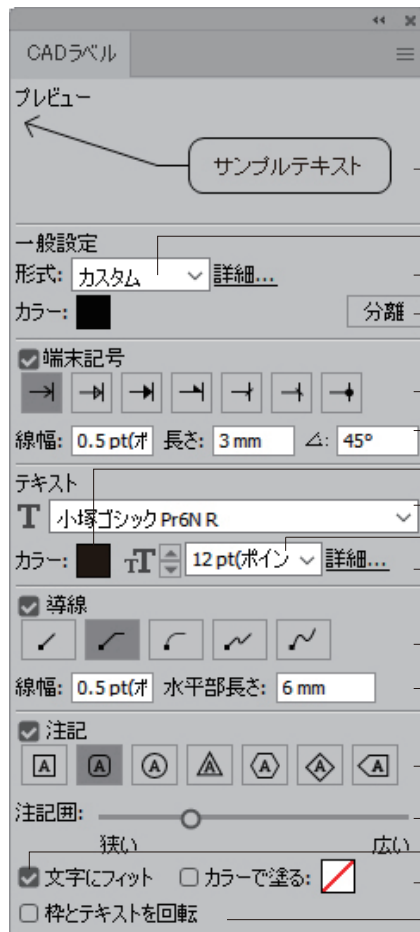 CADラベル
プレビュー
サンプルテキスト
一般設定
形式: カスタム 詳細...
カラー: 分離
端末記号
線幅: 0.5 pt(ポ 長さ: 3 mm ∠: 45°
テキスト
T 小塚ゴシック Pr6N R
カラー: TT 12 pt(ポイン 詳細...
導線
線幅: 0.5 pt(ポ 水平部長さ: 6 mm
注記
A A A A A A A
注記囲:
狭い 広い
文字にフィット カラーで塗る:
枠とテキストを回転